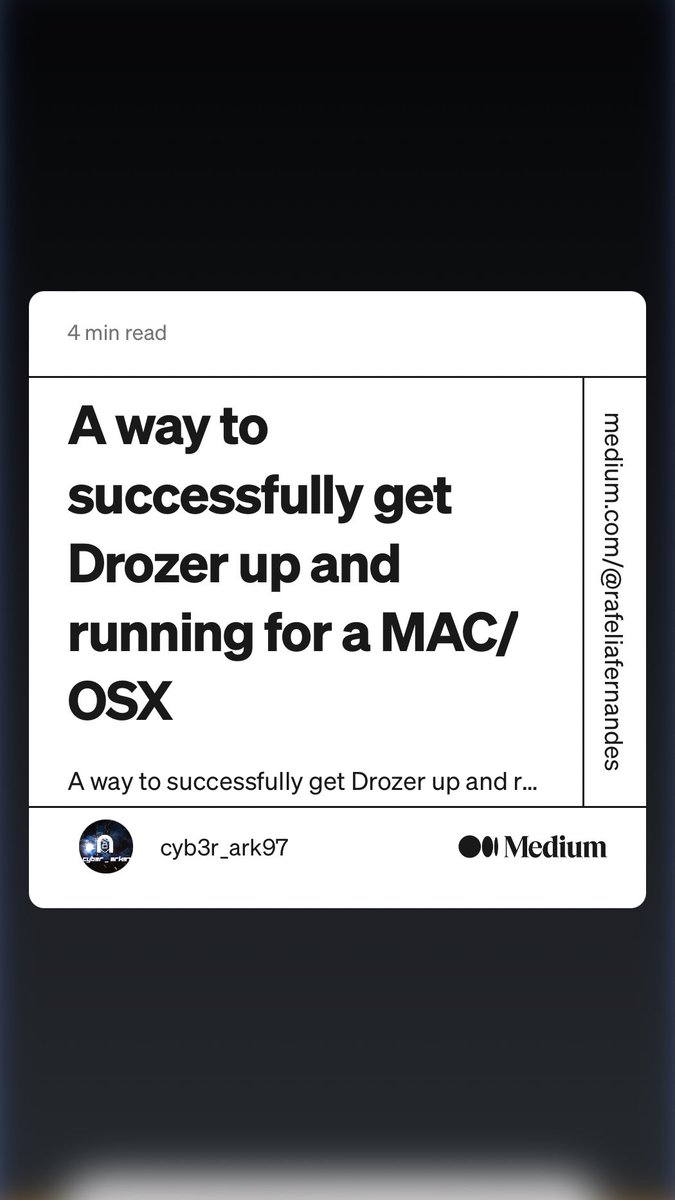 4 min read
A way to
successfully get
Drozer up and
running for a MAC/
OSX
A way to successfully get Drozer up and r...
medium.com/@rafeliafernandes
cyb3r_ark97
Medium